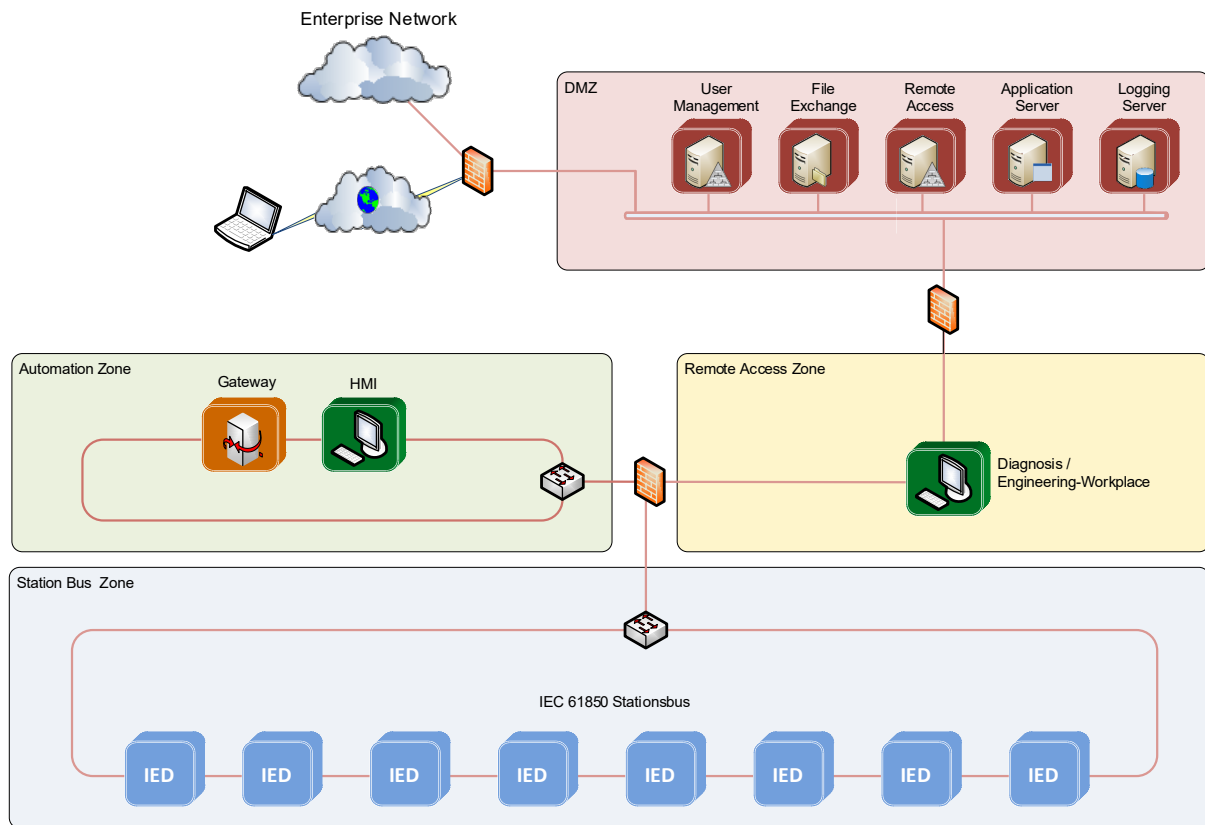 Enterprise Network
DMZ
User
Management
File
Exchange
Remote
Access
Application
Server
Logging
Server
Automation Zone
Gateway
HMI
Remote Access Zone
Diagnosis /
Engineering-Workplace
Station Bus Zone
IEC 61850 Stationsbus
IED
IED
IED
IED
IED
IED
IED
IED